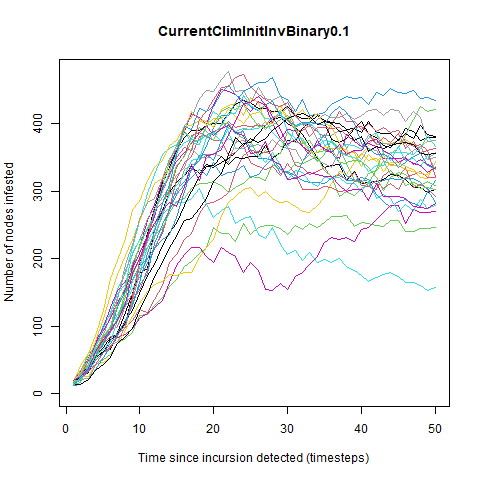 CurrentClimInitInvBinary0.1
Number of nodes infested
400
300
200
100
0
0 10 20 30 40 50
Time since incursion detected (timesteps)